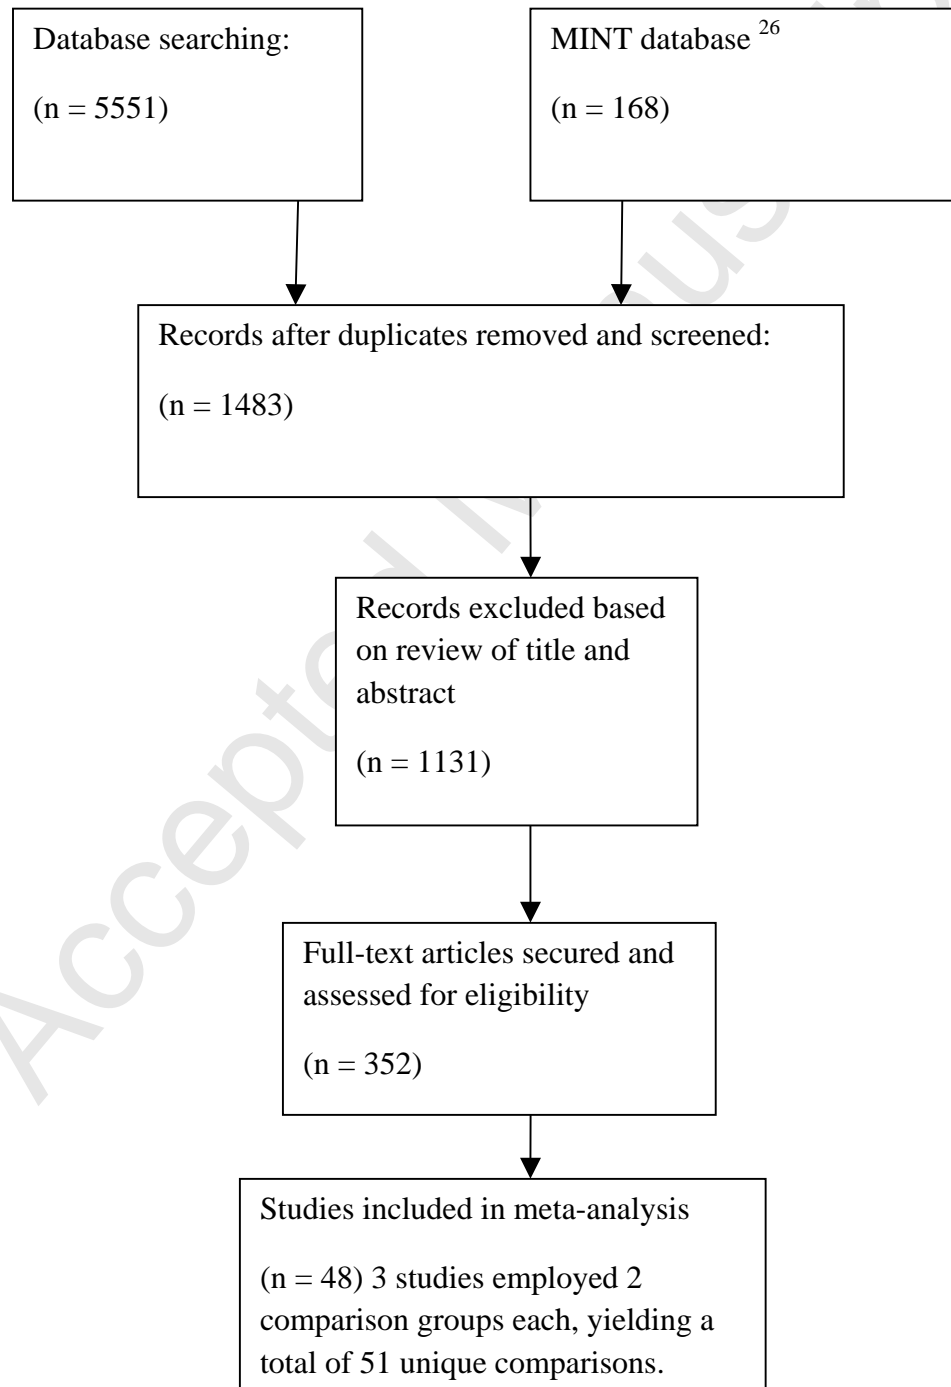 Database searching:
(n = 5551)
MINT database 26
(n = 168)
Records after duplicates removed and screened:
(n = 1483)
Records excluded based
on review of title and
abstract
(n = 1131)
Full-text articles secured and
assessed for eligibility
(n = 352)
Studies included in meta-analysis
(n = 48) 3 studies employed 2
comparison groups each, yielding a
total of 51 unique comparisons.
Accepted